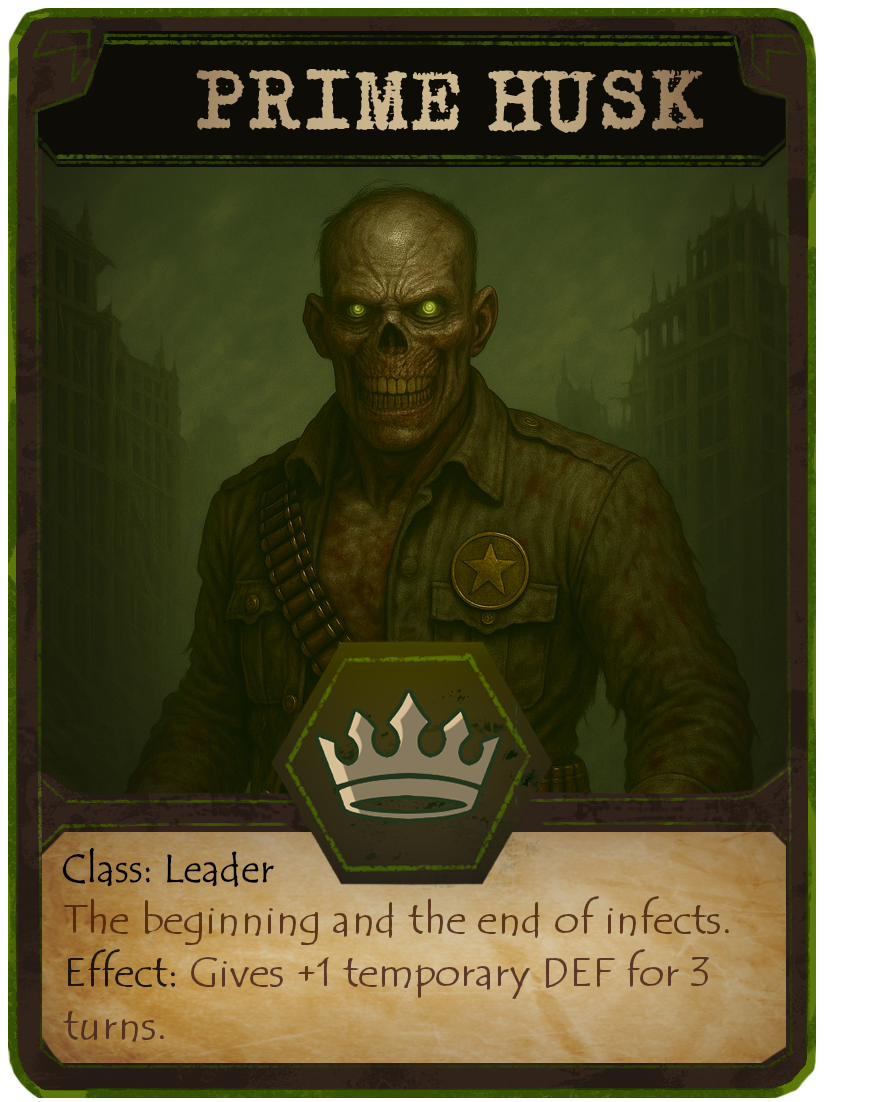 PRIME HUSK
Class: Leader
The beginning and the end of infects.
Effect: Gives +1 temporary DEF for 3
turns.